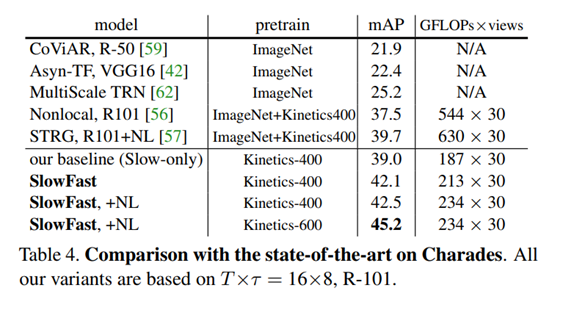 model pretrain mAP GFLOPs×views
CoViAR, R-50 [59] ImageNet 21.9 N/A
Asyn-TF, VGG16 [42] ImageNet 22.4 N/A
MultiScale TRN [62] ImageNet 25.2 N/A
Nonlocal, R101 [56] ImageNet+Kinetics400 37.5 544 × 30
STRG, R101+NL [57] ImageNet+Kinetics400 39.7 630 × 30
our baseline (Slow-only) Kinetics-400 39.0 187 × 30
SlowFast Kinetics-400 42.1 213 × 30
SlowFast, +NL Kinetics-400 42.5 234 × 30
SlowFast, +NL Kinetics-600 45.2 234 × 30
Table 4. Comparison with the state-of-the-art on Charades. All
our variants are based on T×τ = 16×8, R-101.